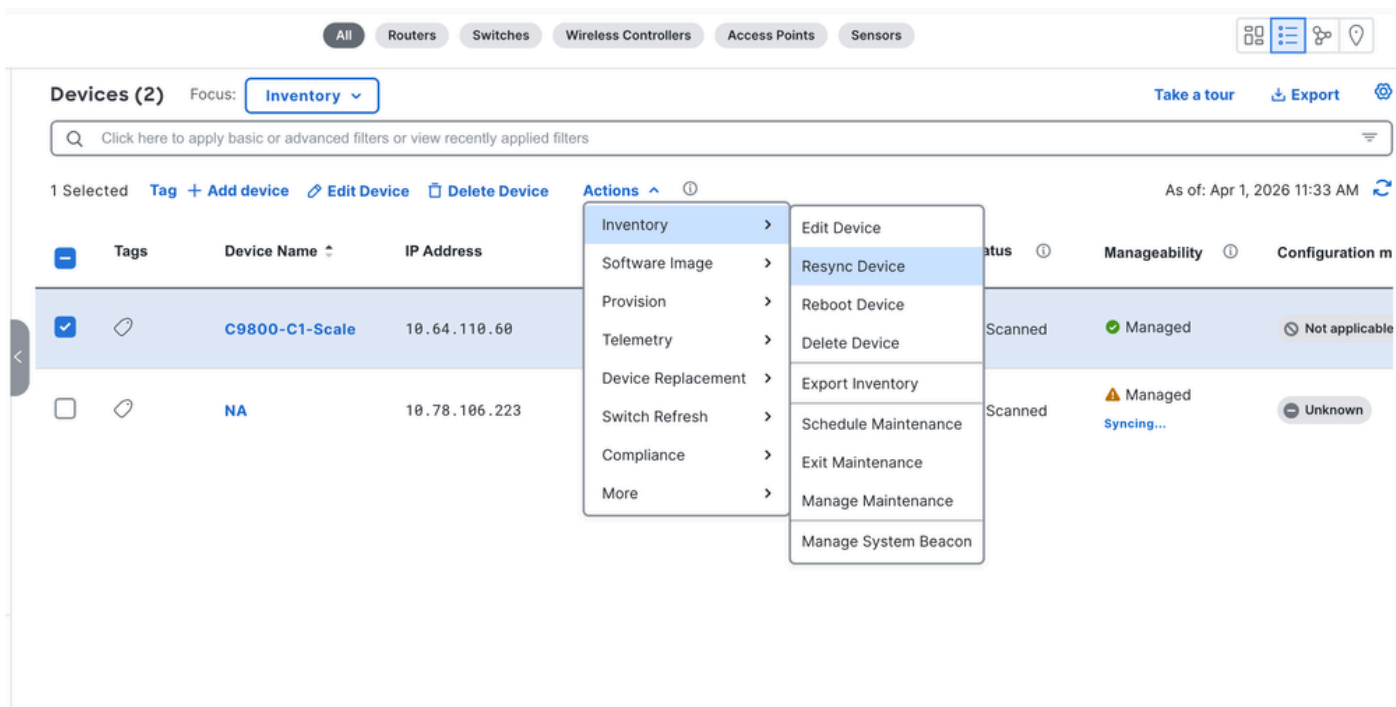 All Routers Switches Wireless Controllers Access Points Sensors
Devices (2) Focus: Inventory Take a tour Export
Click here to apply basic or advanced filters or view recently applied filters
1 Selected Tag + Add device Edit Device Delete Device Actions As of: Apr 1, 2026 11:33 AM
Tags Device Name IP Address atus Manageability Configuration m
C9800-C1-Scale 10.64.110.60 Scanned Managed Not applicable
NA 10.78.106.223 Scanned Managed Unknown
Syncing...
Inventory
Software Image
Provision
Telemetry
Device Replacement
Switch Refresh
Compliance
More
Edit Device
Resync Device
Reboot Device
Delete Device
Export Inventory
Schedule Maintenance
Exit Maintenance
Manage Maintenance
Manage System Beacon